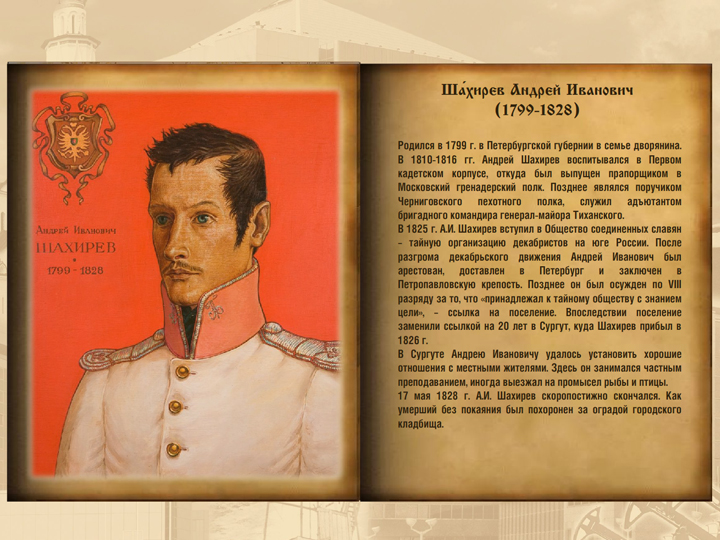 Андрей Иванович
ШАХИРЕВ
1799 - 1828
Ша́хирев Андрей Иванович
(1799-1828)
Родился в 1799 г. в Петербургской губернии в семье дворянина.
В 1810-1816 гг. Андрей Шахирев воспитывался в Первом
кадетском корпусе, откуда был выпущен прапорщиком в
Московский гренадерский полк. Позднее являлся поручиком
Черниговского пехотного полка, служил адъютантом
бригадного командира генерал-майора Тиханского.
В 1825 г. А.И. Шахирев вступил в Общество соединенных славян
– тайную организацию декабристов на юге России. После
разгрома декабрьского движения Андрей Иванович был
арестован, доставлен в Петербург и заключен в
Петропавловскую крепость. Позднее он был осужден по VIII
разряду за то, что «принадлежал к тайному обществу с знанием
цели», – ссылка на поселение. Впоследствии поселение
заменили ссылкой на 20 лет в Сургут, куда Шахирев прибыл в
1826 г.
В Сургуте Андрею Ивановичу удалось установить хорошие
отношения с местными жителями. Здесь он занимался частным
преподаванием, иногда выезжал на промысел рыбы и птицы.
17 мая 1828 г. А.И. Шахирев скоропостижно скончался. Как
умерший без покаяния был похоронен за оградой городского
кладбища.